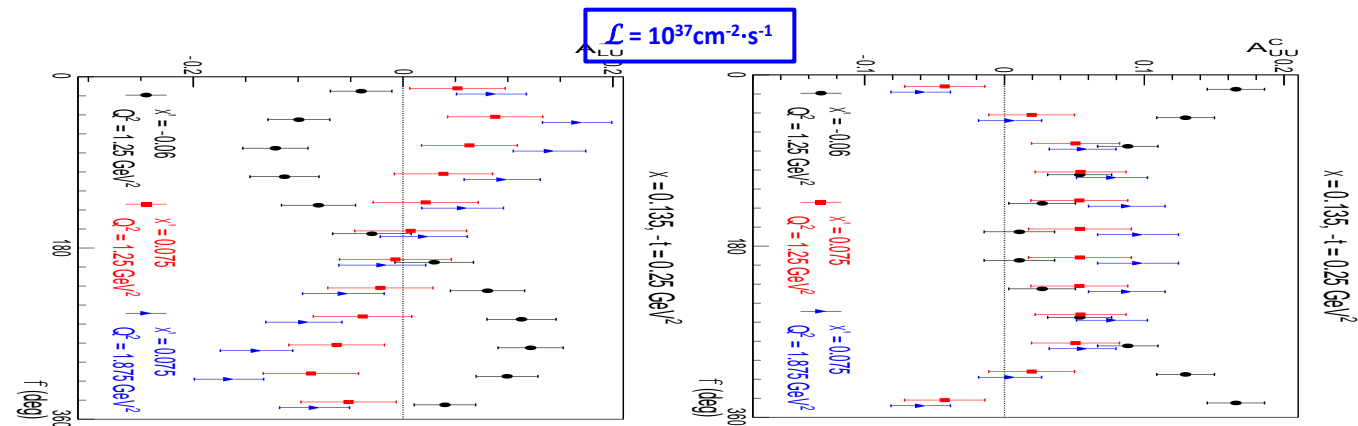 ℒ = 10³⁷cm⁻²·s⁻¹
-0.2
0
0.2
0
180
360
f (deg)
x = 0.135, -t = 0.25 GeV²
x' = -0.06
Q² = 1.25 GeV²
x' = 0.075
Q² = 1.25 GeV²
x' = 0.075
Q² = 1.875 GeV²
-0.1
0
0.1
0.2
0
180
360
f (deg)
x = 0.135, -t = 0.25 GeV²
x' = -0.06
Q² = 1.25 GeV²
x' = 0.075
Q² = 1.25 GeV²
x' = 0.075
Q² = 1.875 GeV²